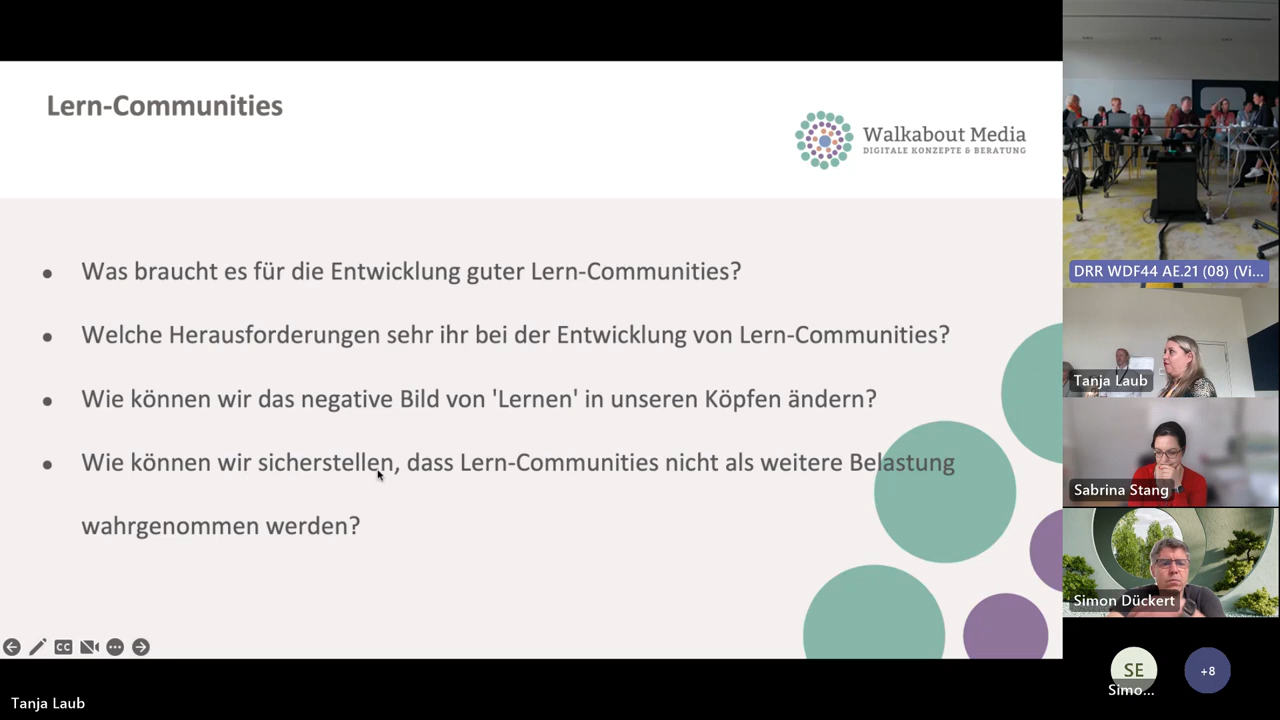 Lern-Communities
Walkabout Media
DIGITALE KONZEPTE & BERATUNG
Was braucht es für die Entwicklung guter Lern-Communities?
Welche Herausforderungen sehr ihr bei der Entwicklung von Lern-Communities?
Wie können wir das negative Bild von 'Lernen' in unseren Köpfen ändern?
Wie können wir sicherstellen, dass Lern-Communities nicht als weitere Belastung
wahrgenommen werden?
CC
Tanja Laub
DRR WDF44 AE.21 (08) (Vi...
Tanja Laub
Sabrina Stang
Simon Dückert
SE
Simo...
+8